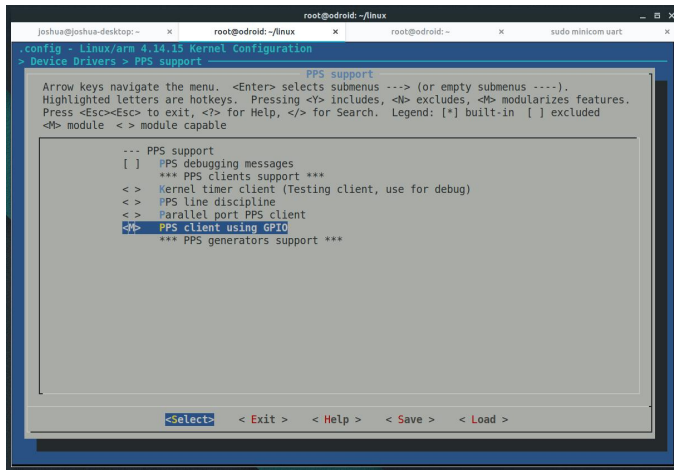 root@odroid: ~/linux
joshua@joshua-desktop: ~ × root@odroid: ~/linux × root@odroid: ~ × sudo minicom uart ×
.config - Linux/arm 4.14.15 Kernel Configuration
> Device Drivers > PPS support
PPS support
Arrow keys navigate the menu. <Enter> selects submenus ---> (or empty submenus ----).
Highlighted letters are hotkeys. Pressing <Y> includes, <N> excludes, <M> modularizes features.
Press <Esc><Esc> to exit, <?> for Help, </> for Search. Legend: [*] built-in [ ] excluded
<M> module < > module capable
--- PPS support
[ ] PPS debugging messages
*** PPS clients support ***
< > Kernel timer client (Testing client, use for debug)
< > PPS line discipline
< > Parallel port PPS client
<M> PPS client using GPIO
*** PPS generators support ***
<Select> < Exit > < Help > < Save > < Load >